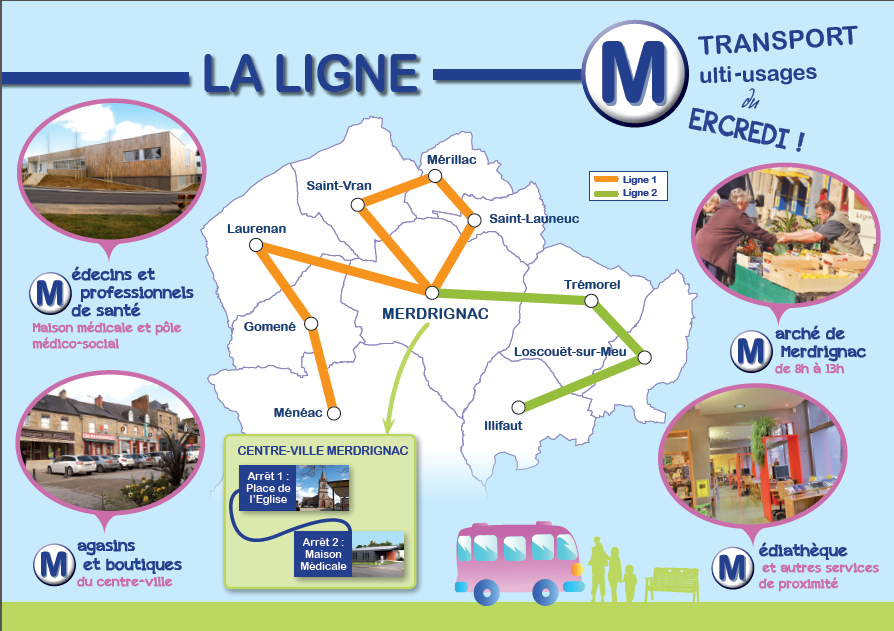 LA LIGNE
M
TRANSPORT
ulti-usages
du
ERCREDI !
Ligne 1
Ligne 2
Mérillac
Saint-Vran
Saint-Launeuc
Laurenan
Trémorel
MERDRIGNAC
Gomené
Loscouët-sur-Meu
Ménéac
Illifaut
M
édecins et
professionnels
de santé
Maison médicale et pôle
médico-social
M
arché de
Merdrignac
de 8h à 13h
CENTRE-VILLE MERDRIGNAC
Arrêt 1 :
Place de
l'Eglise
Arrêt 2 :
Maison
Médicale
M
agasins
et boutiques
du centre-ville
M
édiathèque
et autres services
de proximité